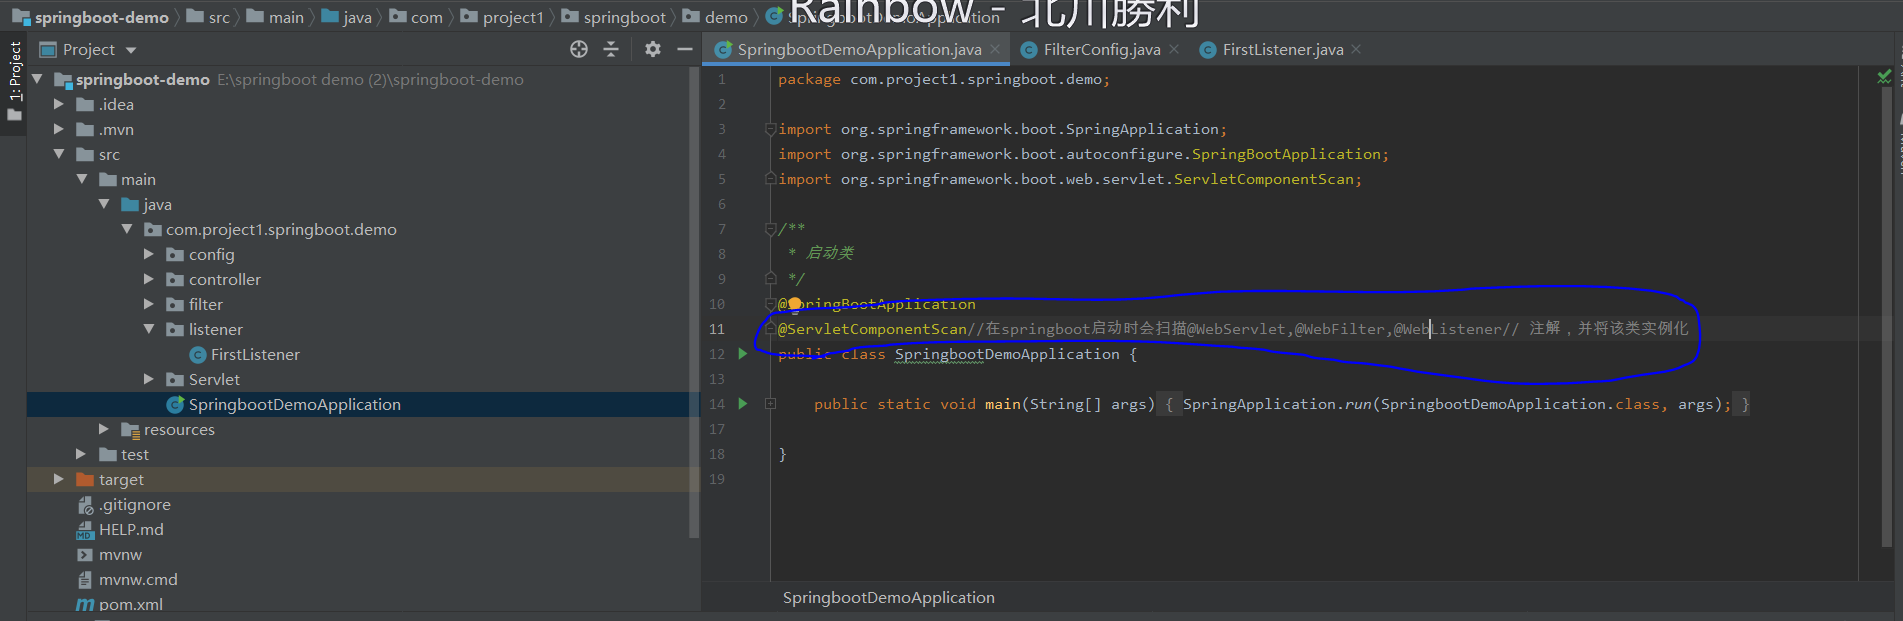 springboot-demo src main java com project1 springboot demo SpringbootDemoApplication
Rainbow - 北川勝利
1: Project
Project
springboot-demo E:\springboot demo (2)\springboot-demo
.idea
.mvn
src
main
java
com.project1.springboot.demo
config
controller
filter
listener
FirstListener
Servlet
SpringbootDemoApplication
resources
test
target
.gitignore
HELP.md
mvnw
mvnw.cmd
pom.xml
SpringbootDemoApplication.java FilterConfig.java FirstListener.java
1 package com.project1.springboot.demo;
2
3 import org.springframework.boot.SpringApplication;
4 import org.springframework.boot.autoconfigure.SpringBootApplication;
5 import org.springframework.boot.web.servlet.ServletComponentScan;
6
7 /**
8 * 启动类
9 */
10 @SpringBootApplication
11 @ServletComponentScan//在springboot启动时会扫描@WebServlet,@WebFilter,@WebListener// 注解，并将该类实例化
12 public class SpringbootDemoApplication {
13
14 public static void main(String[] args) { SpringApplication.run(SpringbootDemoApplication.class, args); }
17
18 }
19
SpringbootDemoApplication